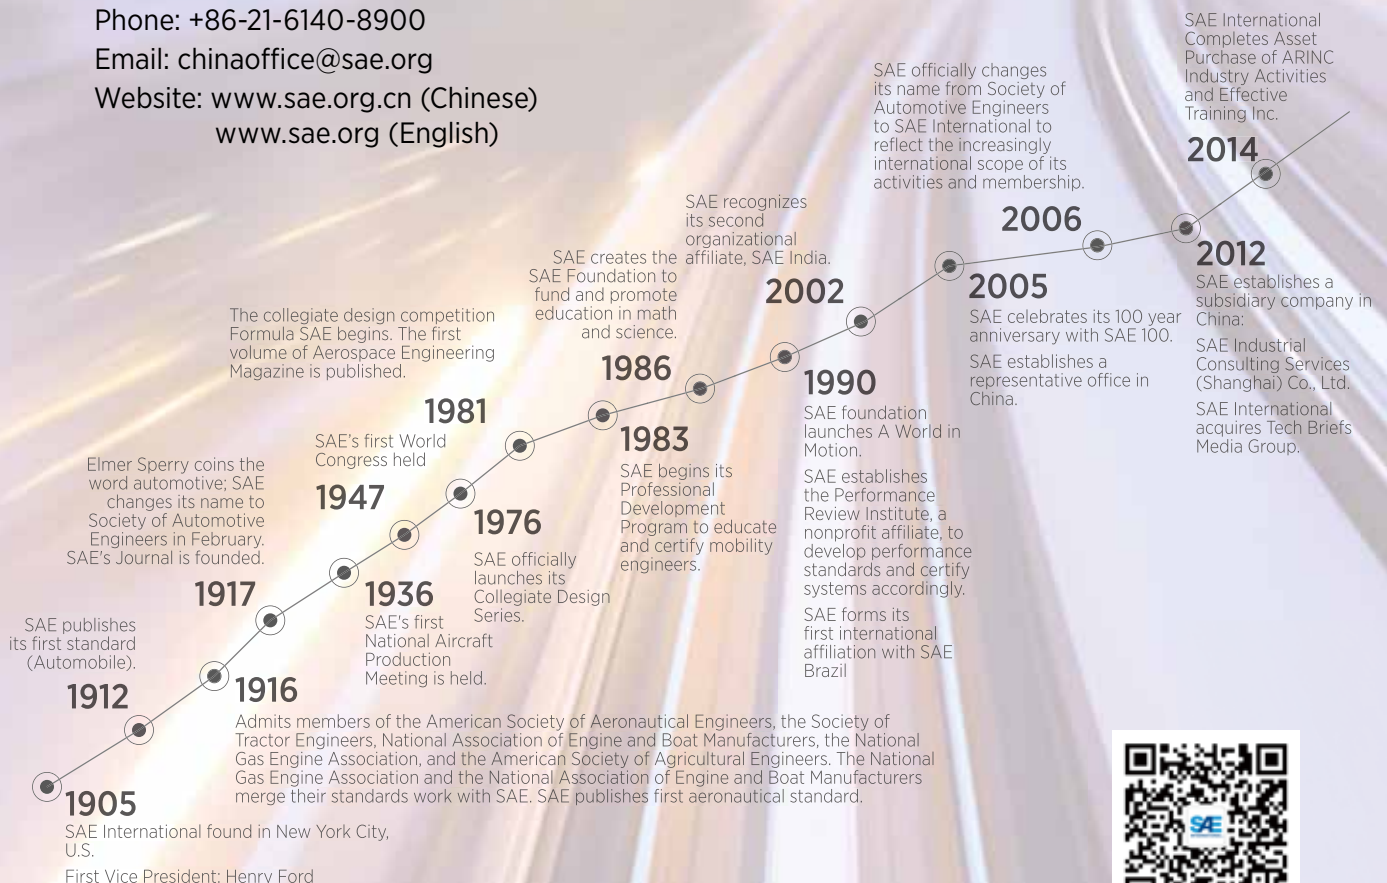 Phone: +86-21-6140-8900
Email: chinaoffice@sae.org
Website: www.sae.org.cn (Chinese)
www.sae.org (English)
1905
SAE International found in New York City,
U.S.
First Vice President: Henry Ford
SAE publishes
its first standard
(Automobile).
1912
1916
Admits members of the American Society of Aeronautical Engineers, the Society of
Tractor Engineers, National Association of Engine and Boat Manufacturers, the National
Gas Engine Association, and the American Society of Agricultural Engineers. The National
Gas Engine Association and the National Association of Engine and Boat Manufacturers
merge their standards work with SAE. SAE publishes first aeronautical standard.
Elmer Sperry coins the
word automotive; SAE
changes its name to
Society of Automotive
Engineers in February.
SAE's Journal is founded.
1917
1936
SAE's first
National Aircraft
Production
Meeting is held.
SAE's first World
Congress held
1947
1976
SAE officially
launches its
Collegiate Design
Series.
The collegiate design competition
Formula SAE begins. The first
volume of Aerospace Engineering
Magazine is published.
1981
1983
SAE begins its
Professional
Development
Program to educate
and certify mobility
engineers.
SAE creates the
SAE Foundation to
fund and promote
education in math
and science.
1986
1990
SAE foundation
launches A World in
Motion.
SAE establishes
the Performance
Review Institute, a
nonprofit affiliate, to
develop performance
standards and certify
systems accordingly.
SAE forms its
first international
affiliation with SAE
Brazil
SAE recognizes
its second
organizational
affiliate, SAE India.
2002
2005
SAE celebrates its 100 year
anniversary with SAE 100.
SAE establishes a
representative office in
China.
SAE officially changes
its name from Society of
Automotive Engineers
to SAE International to
reflect the increasingly
international scope of its
activities and membership.
2006
2012
SAE establishes a
subsidiary company in
China:
SAE Industrial
Consulting Services
(Shanghai) Co., Ltd.
SAE International
acquires Tech Briefs
Media Group.
SAE International
Completes Asset
Purchase of ARINC
Industry Activities
and Effective
Training Inc.
2014
SAE